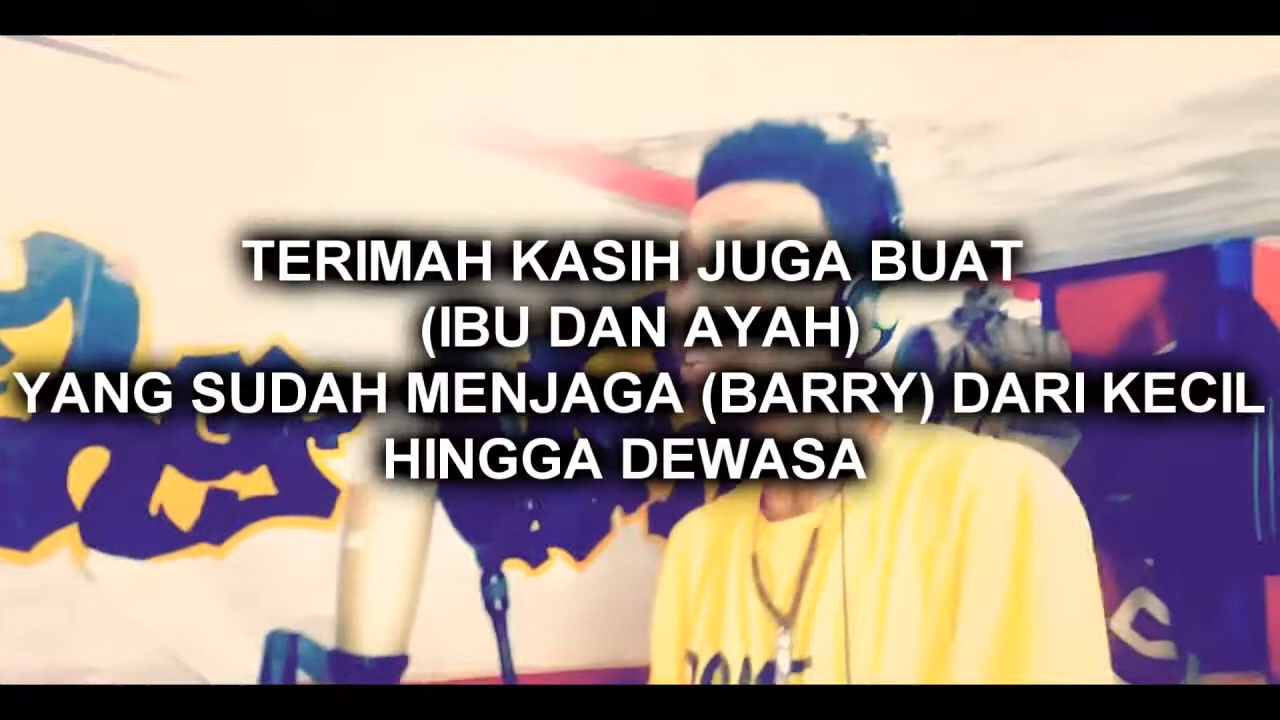 TERIMAH KASIH JUGA BUAT
(IBU DAN AYAH)
YANG SUDAH MENJAGA (BARRY) DARI KECIL
HINGGA DEWASA